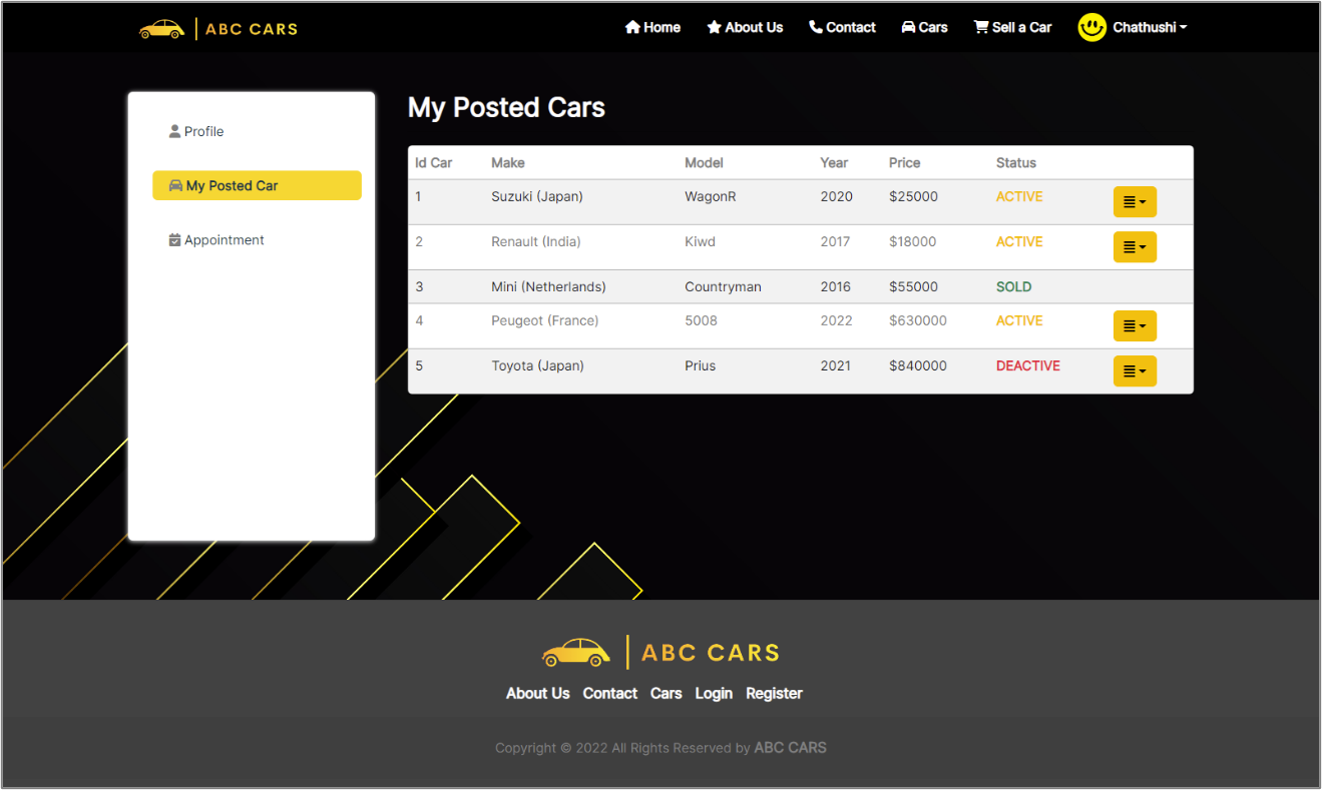 ABC CARS Home About Us Contact Cars Sell a Car Chathushi
Profile
My Posted Car
Appointment
My Posted Cars
Id Car Make Model Year Price Status
1 Suzuki (Japan) WagonR 2020 $25000 ACTIVE
2 Renault (India) Kiwd 2017 $18000 ACTIVE
3 Mini (Netherlands) Countryman 2016 $55000 SOLD
4 Peugeot (France) 5008 2022 $630000 ACTIVE
5 Toyota (Japan) Prius 2021 $840000 DEACTIVE
ABC CARS
About Us Contact Cars Login Register
Copyright © 2022 All Rights Reserved by ABC CARS